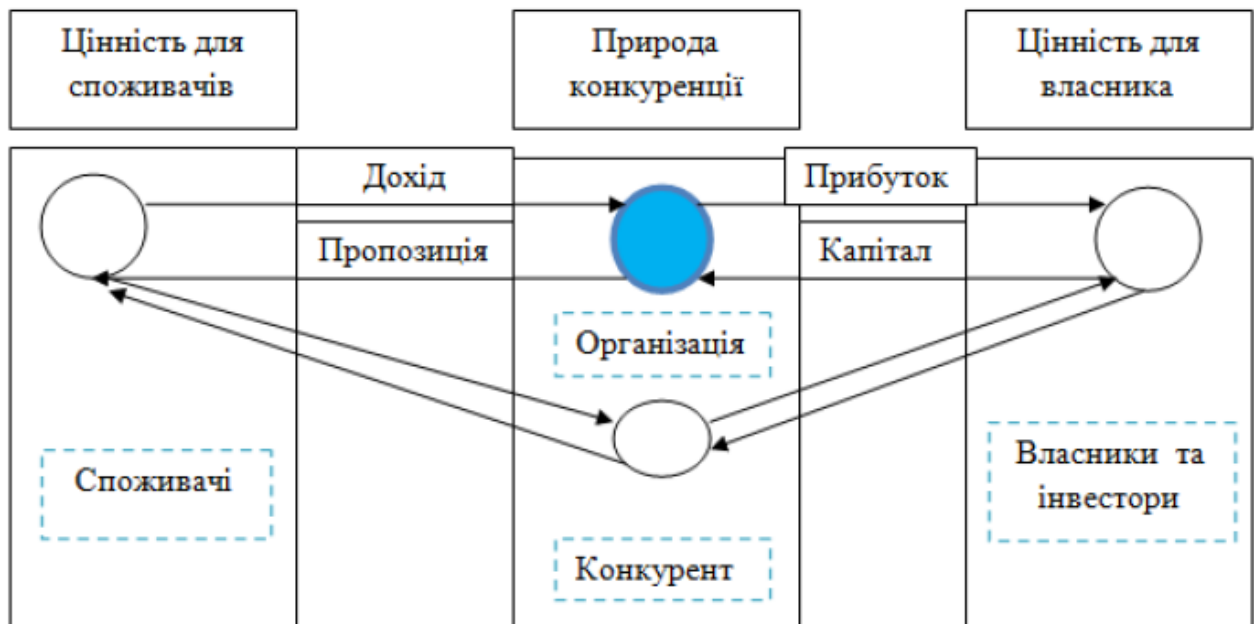 Цінність для
споживачів
Природа
конкуренції
Цінність для
власника
Дохід
Прибуток
Пропозиція
Капітал
Організація
Споживачі
Власники та
інвестори
Конкурент